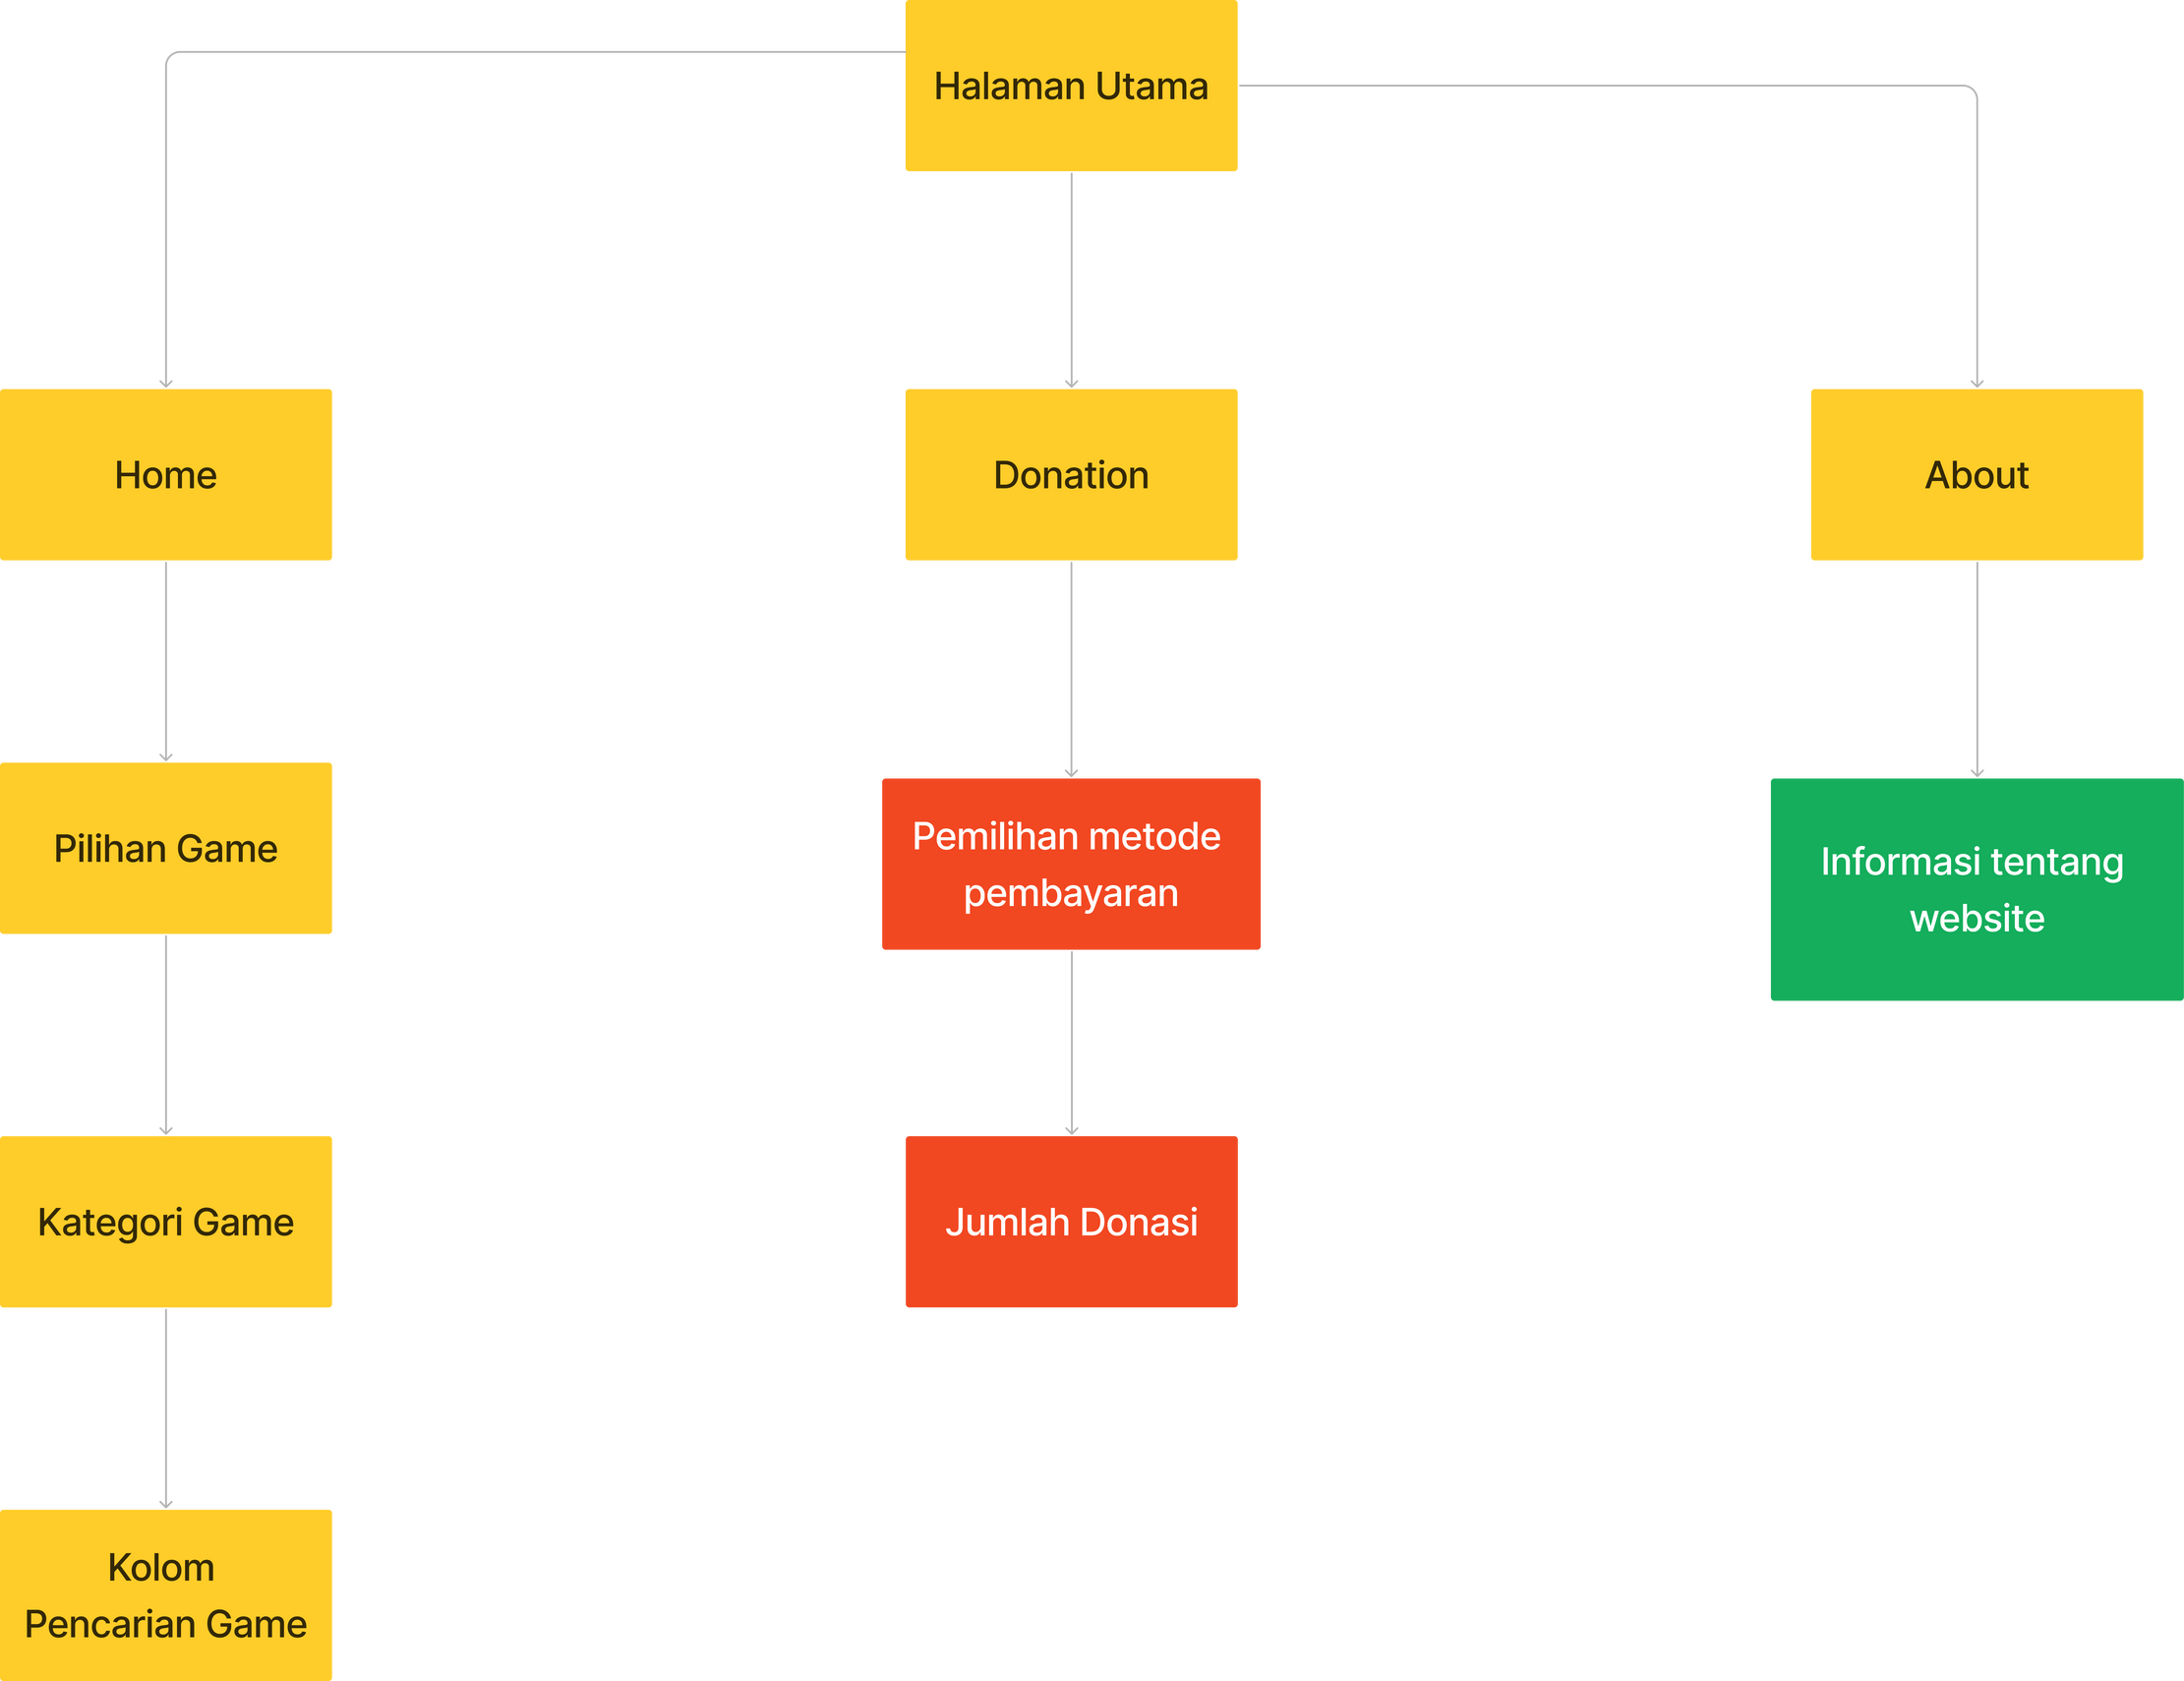 Halaman Utama
Home
Donation
About
Pilihan Game
Pemilihan metode
pembayaran
Informasi tentang
website
Kategori Game
Jumlah Donasi
Kolom
Pencarian Game